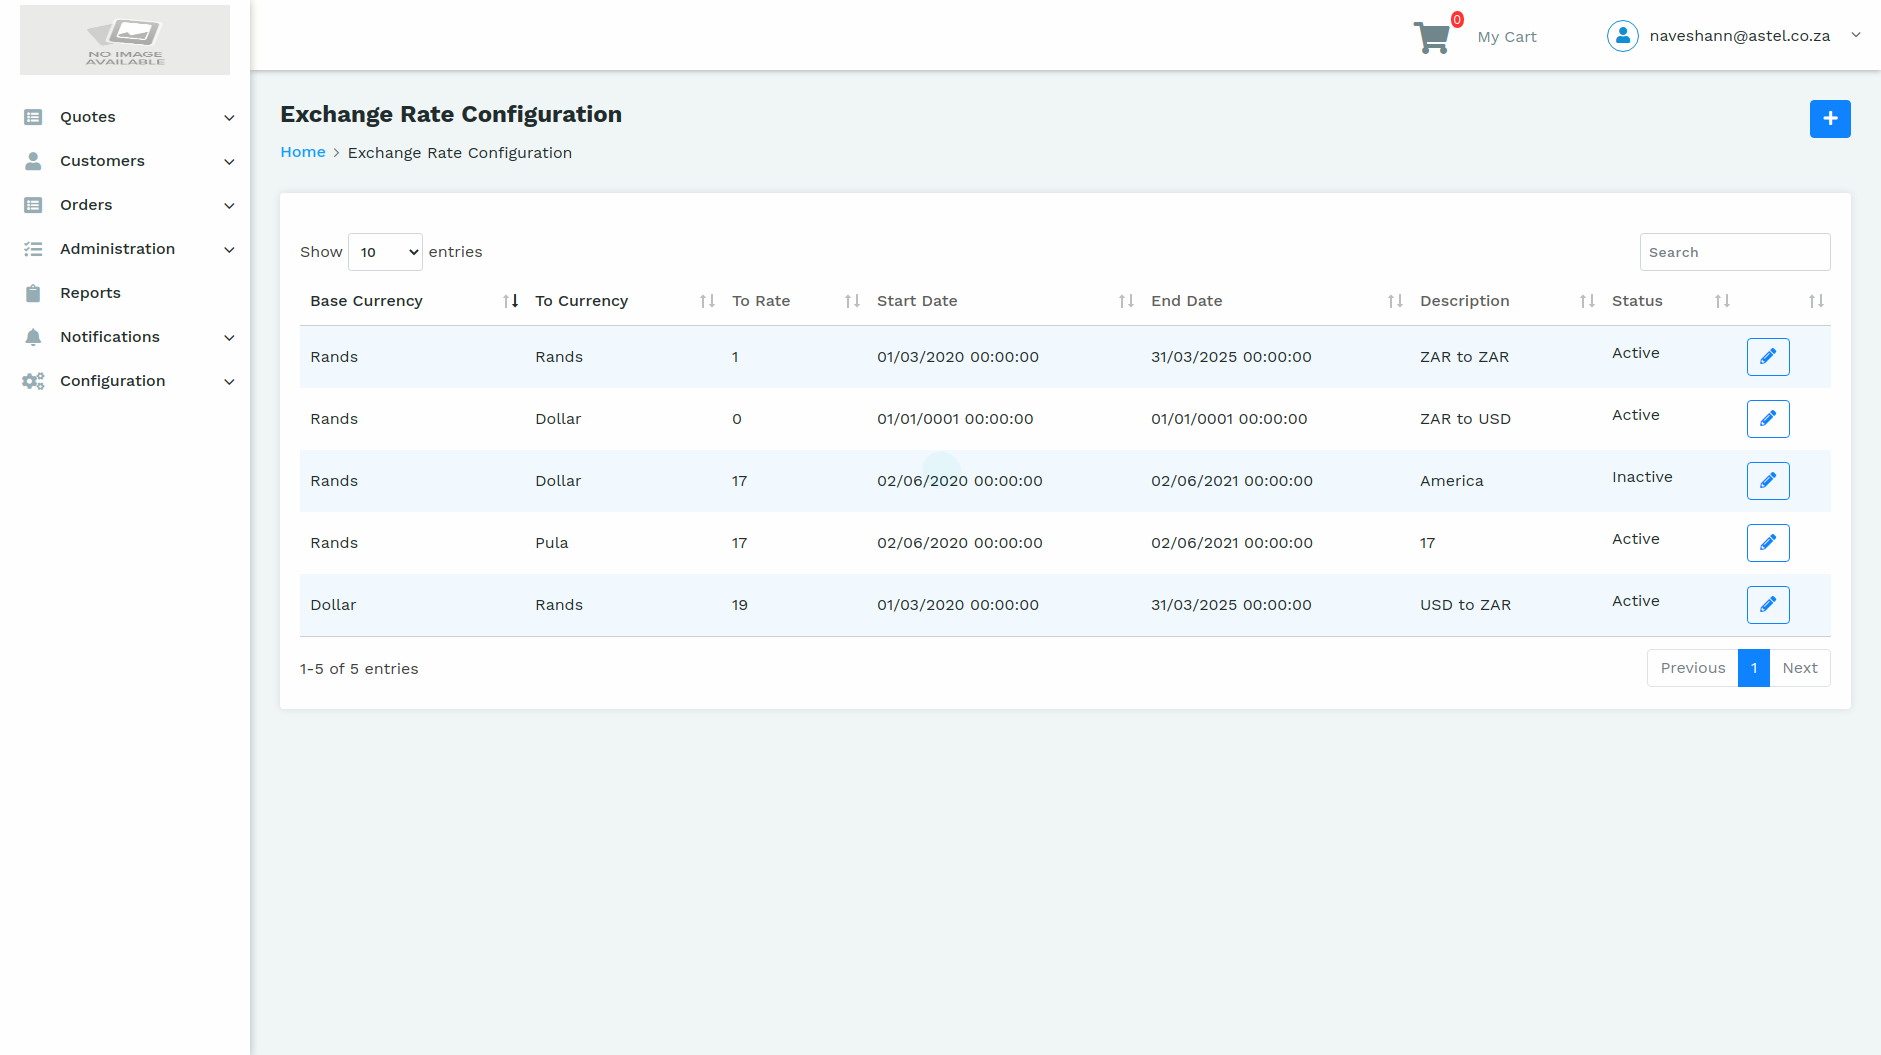 NO IMAGE
AVAILABLE
0
My Cart
naveshann@astel.co.za
Quotes
Customers
Orders
Administration
Reports
Notifications
Configuration
Exchange Rate Configuration
Home > Exchange Rate Configuration
Show 10 entries
Search
Base Currency To Currency To Rate Start Date End Date Description Status
Rands Rands 1 01/03/2020 00:00:00 31/03/2025 00:00:00 ZAR to ZAR Active
Rands Dollar 0 01/01/0001 00:00:00 01/01/0001 00:00:00 ZAR to USD Active
Rands Dollar 17 02/06/2020 00:00:00 02/06/2021 00:00:00 America Inactive
Rands Pula 17 02/06/2020 00:00:00 02/06/2021 00:00:00 17 Active
Dollar Rands 19 01/03/2020 00:00:00 31/03/2025 00:00:00 USD to ZAR Active
1-5 of 5 entries
Previous 1 Next